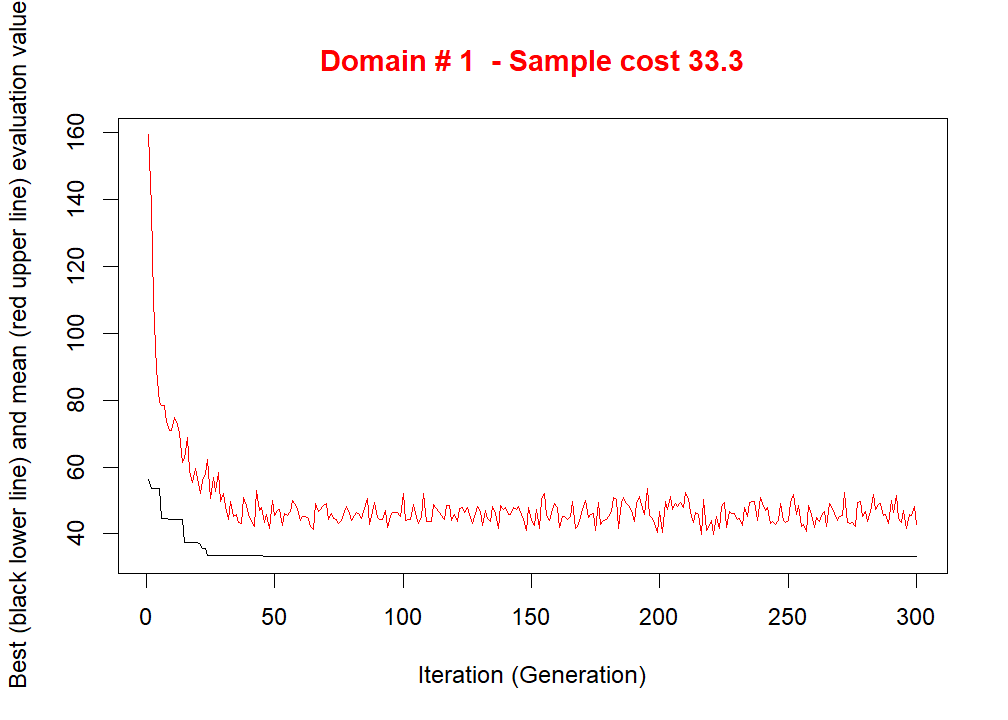 Domain # 1  - Sample cost 33.3
Best (black lower line) and mean (red upper line) evaluation value
160
140
120
100
80
60
40
0 50 100 150 200 250 300
Iteration (Generation)